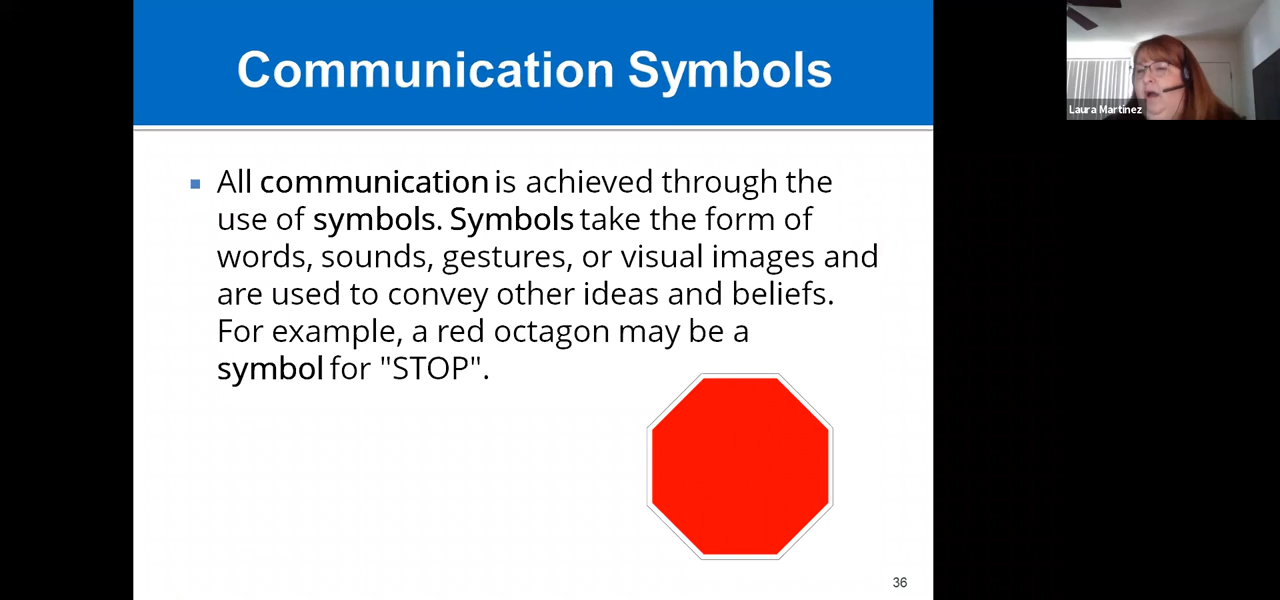 Communication Symbols
Laura Martinez
All communication is achieved through the
use of symbols. Symbols take the form of
words, sounds, gestures, or visual images and
are used to convey other ideas and beliefs.
For example, a red octagon may be a
symbol for "STOP".
36